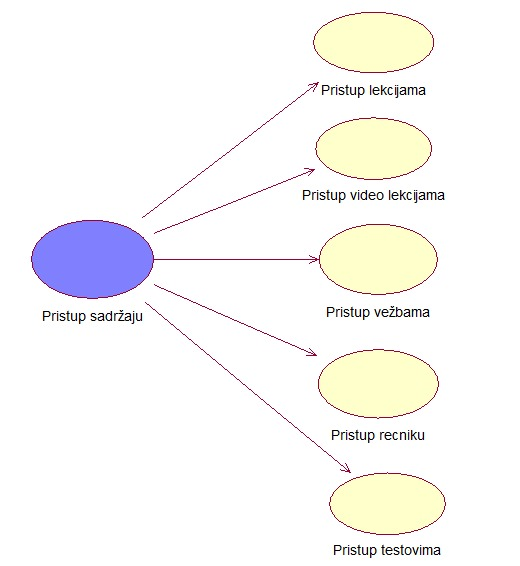 Pristup lekcijama
Pristup video lekcijama
Pristup vežbama
Pristup sadržaju
Pristup recniku
Pristup testovima